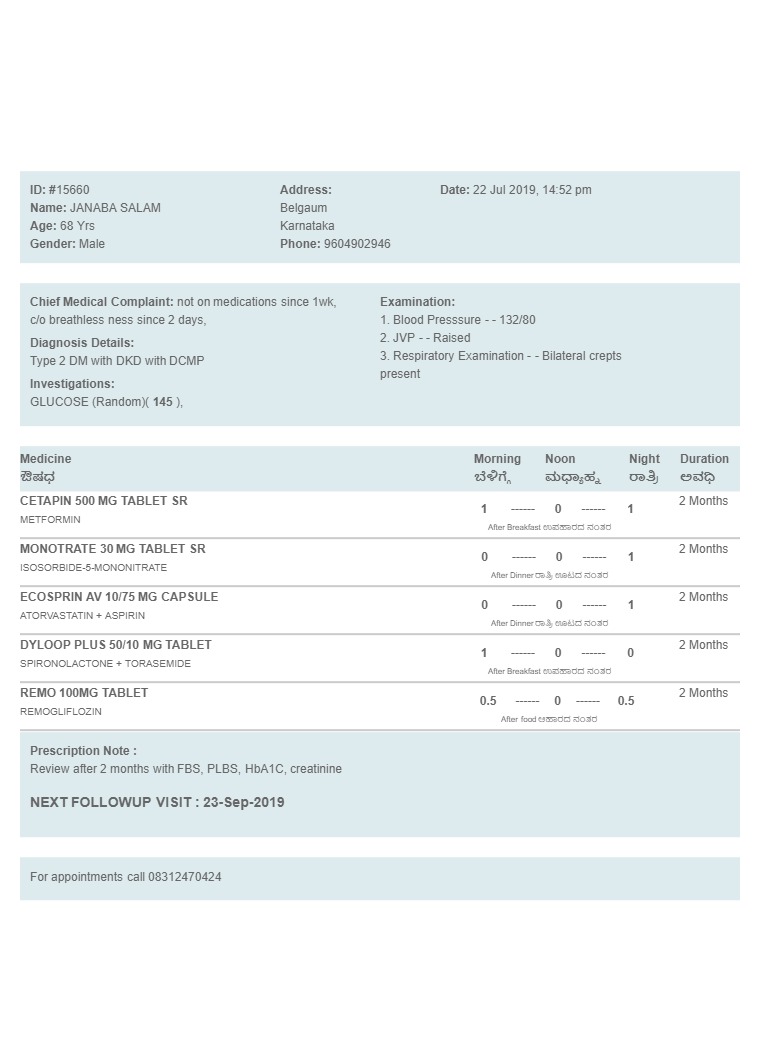 ID: #15660
Name: JANABA SALAM
Age: 68 Yrs
Gender: Male
Address:
Belgaum
Karnataka
Phone: 9604902946
Date: 22 Jul 2019, 14:52 pm
Chief Medical Complaint: not on medications since 1wk,
c/o breathless ness since 2 days,
Diagnosis Details:
Type 2 DM with DKD with DCMP
Investigations:
GLUCOSE (Random)( 145 ),
Examination:
1. Blood Presssure - - 132/80
2. JVP - - Raised
3. Respiratory Examination - - Bilateral crepts
present
Medicine Morning Noon Night Duration
ಔಷಧ ಬೆಳಿಗ್ಗೆ ಮಧ್ಯಾಹ್ನ ರಾತ್ರಿ ಅವಧಿ
CETAPIN 500 MG TABLET SR 1 ------ 0 ------ 1 2 Months
METFORMIN After Breakfast ಉಪಹಾರದ ನಂತರ
MONOTRATE 30 MG TABLET SR 0 ------ 0 ------ 1 2 Months
ISOSORBIDE-5-MONONITRATE After Dinner ರಾತ್ರಿ ಊಟದ ನಂತರ
ECOSPRIN AV 10/75 MG CAPSULE 0 ------ 0 ------ 1 2 Months
ATORVASTATIN + ASPIRIN After Dinner ರಾತ್ರಿ ಊಟದ ನಂತರ
DYLOOP PLUS 50/10 MG TABLET 1 ------ 0 ------ 0 2 Months
SPIRONOLACTONE + TORASEMIDE After Breakfast ಉಪಹಾರದ ನಂತರ
REMO 100MG TABLET 0.5 ------ 0 ------ 0.5 2 Months
REMOGLIFLOZIN After food ಆಹಾರದ ನಂತರ
Prescription Note :
Review after 2 months with FBS, PLBS, HbA1C, creatinine
NEXT FOLLOWUP VISIT : 23-Sep-2019
For appointments call 08312470424